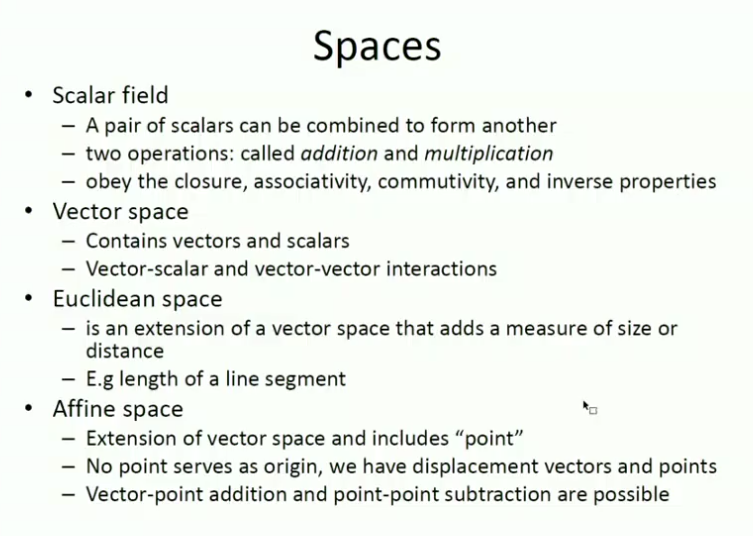 Spaces
• Scalar field
– A pair of scalars can be combined to form another
– two operations: called addition and multiplication
– obey the closure, associativity, commutivity, and inverse properties
• Vector space
– Contains vectors and scalars
– Vector-scalar and vector-vector interactions
• Euclidean space
– is an extension of a vector space that adds a measure of size or
distance
– E.g length of a line segment
• Affine space
– Extension of vector space and includes “point”
– No point serves as origin, we have displacement vectors and points
– Vector-point addition and point-point subtraction are possible